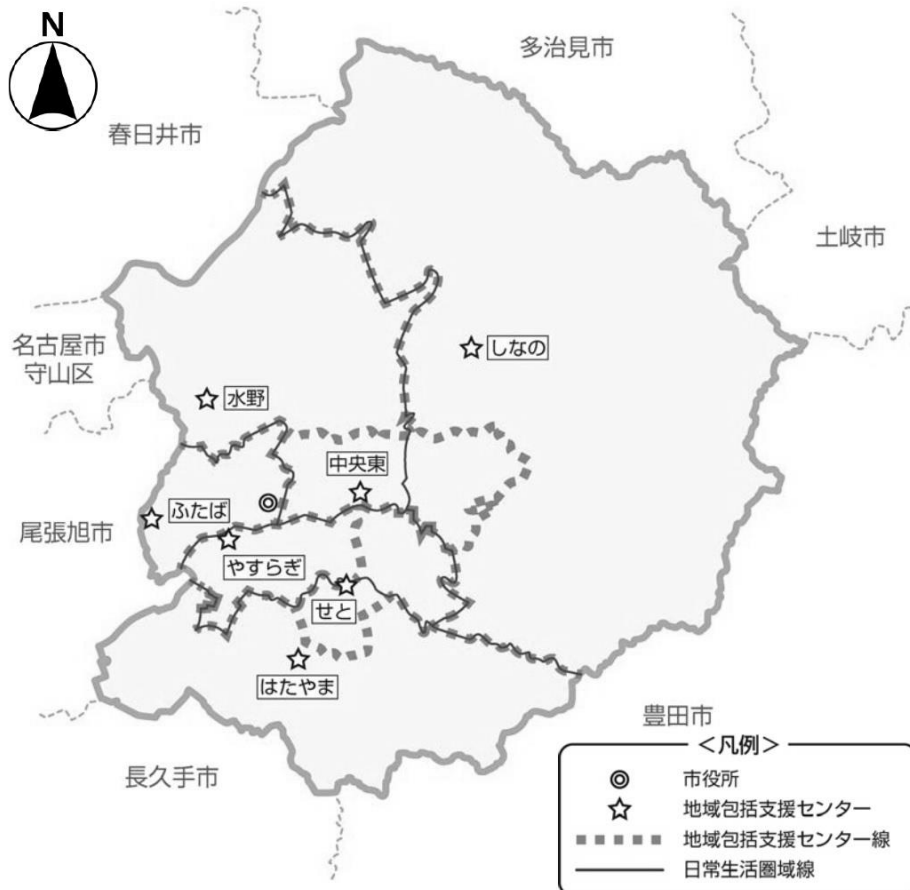 N
多治見市
春日井市
土岐市
名古屋市
守山区
しなの
水野
中央東
ふたば
尾張旭市
やすらぎ
せと
はたやま
豊田市
長久手市
＜凡例＞
市役所
地域包括支援センター
地域包括支援センター線
日常生活圏域線